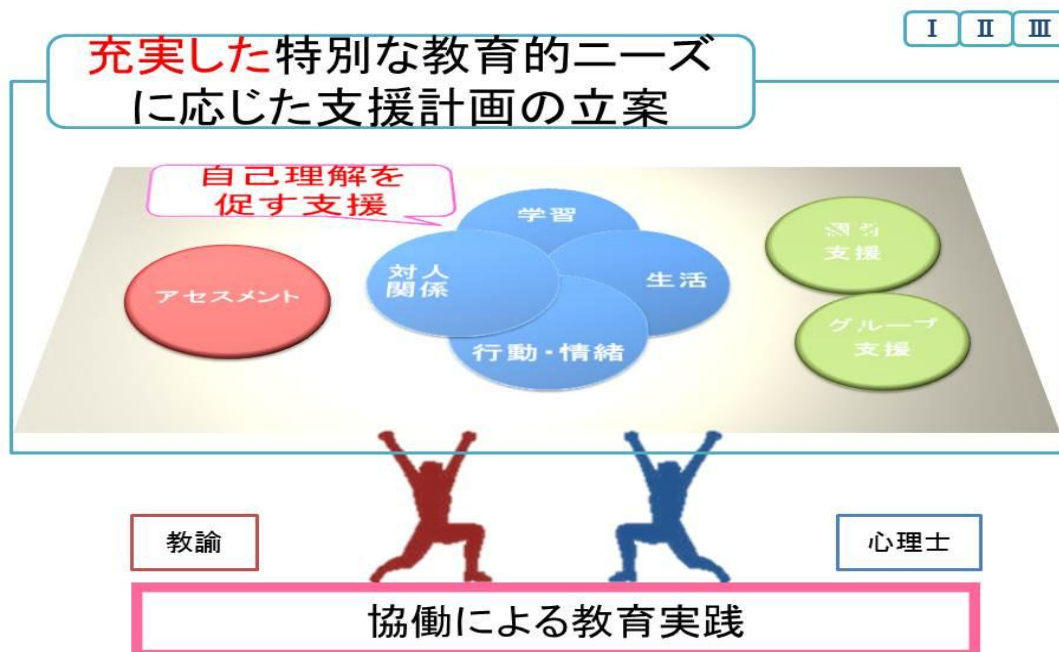 Ⅰ Ⅱ Ⅲ
充実した特別な教育的ニーズ
に応じた支援計画の立案
自己理解を
促す支援
学習
対人
関係
生活
行動・情緒
アセスメント
支援
グループ
支援
教諭
心理士
協働による教育実践